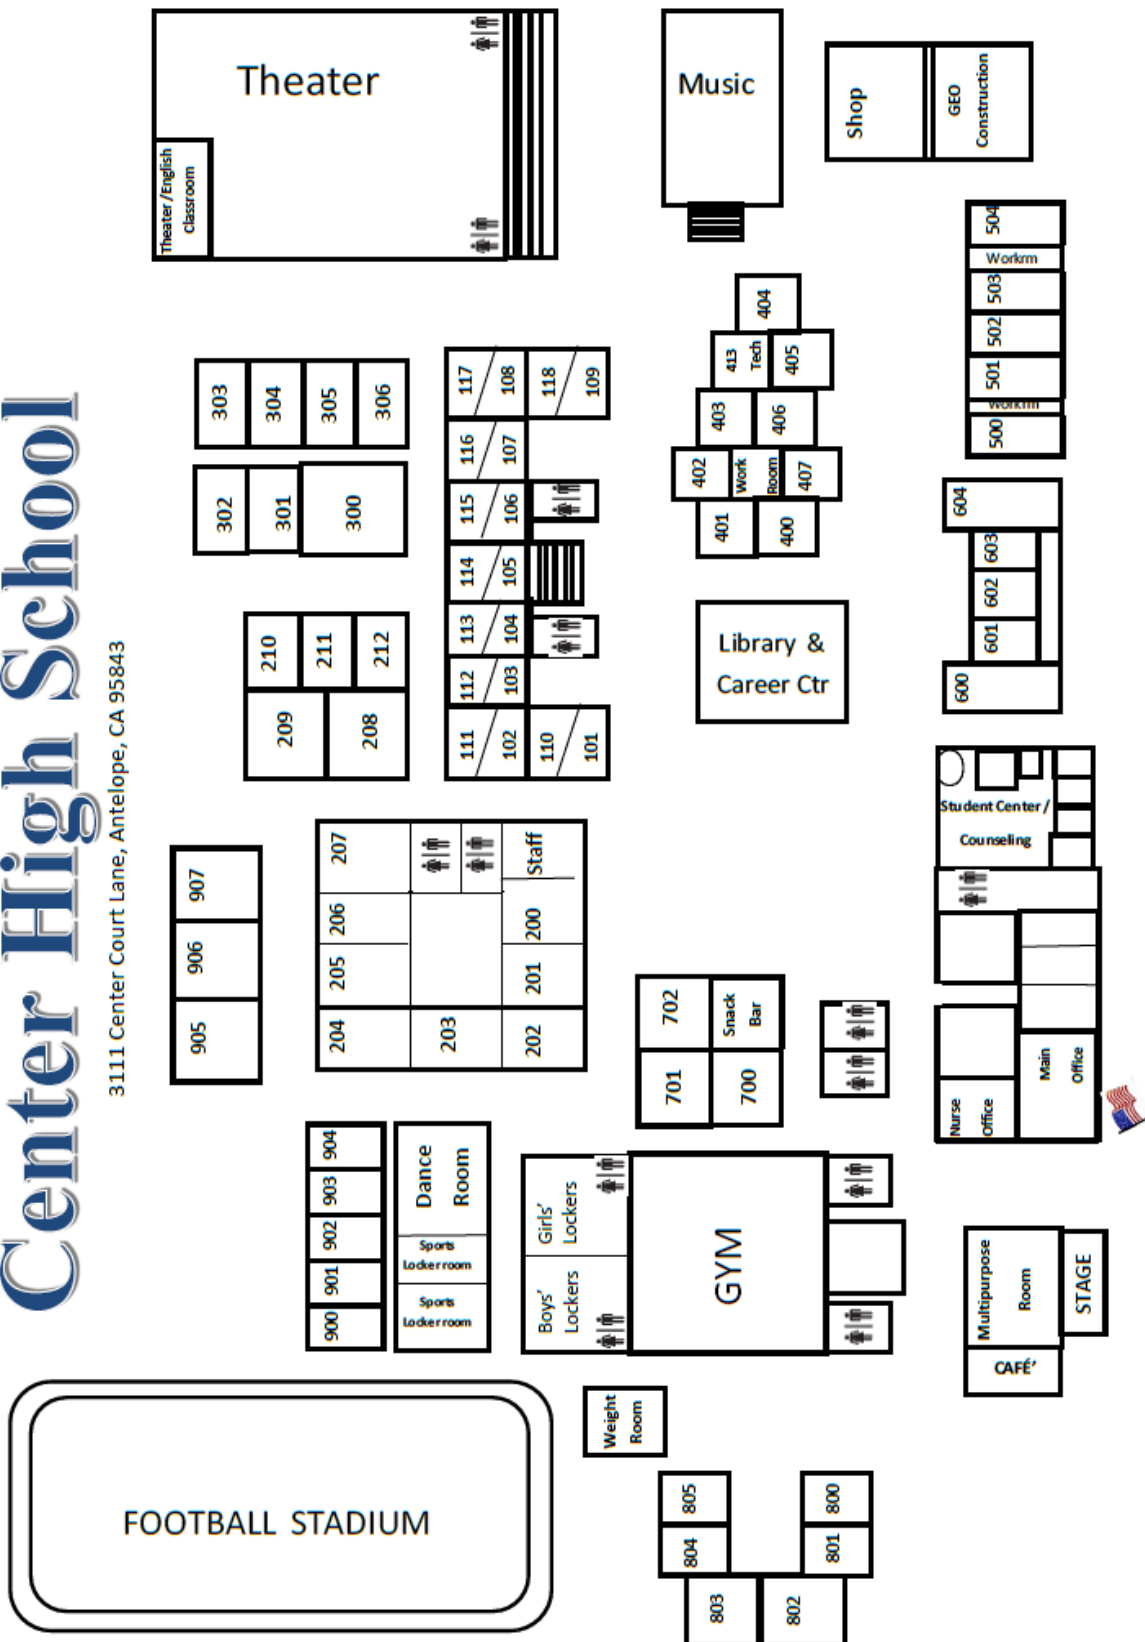 Center High School
31111 Center Court Lane, Antelope, CA 95843
Theater
Theater /English
Classroom
Music
Shop
GEO
Construction
504
Workrm
503
502
501
Workrm
500
404
413
Tech
405
403
406
402
Work
Room
407
401
400
303
304
305
306
302
301
300
117
108
118
109
116
107
115
106
114
105
113
104
112
103
111
102
110
101
210
211
212
209
208
Library &
Career Ctr
604
603
602
601
600
Student Center /
Counseling
907
906
905
207
206
205
204
203
Staff
200
201
202
702
Snack
Bar
701
700
Main
Office
Nurse
Office
904
903
902
901
900
Dance
Room
Sports
Locker room
Sports
Locker room
Girls'
Lockers
Boys'
Lockers
GYM
Multipurpose
Room
STAGE
CAFÉ'
Weight
Room
FOOTBALL STADIUM
805
804
803
800
801
802